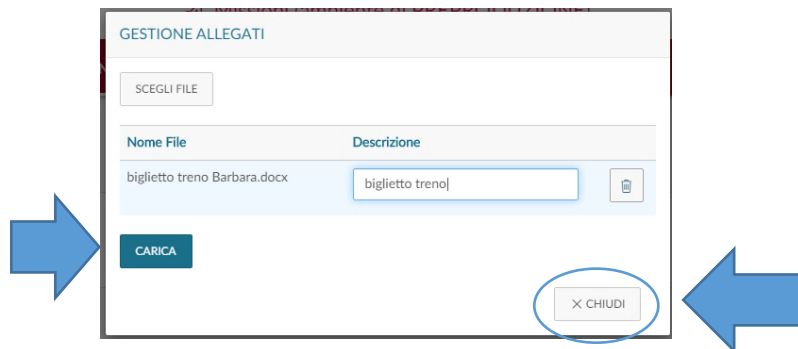 GESTIONE ALLEGATI
SCEGLI FILE
Nome File Descrizione
biglietto treno Barbara.docx biglietto treno
CARICA
× CHIUDI